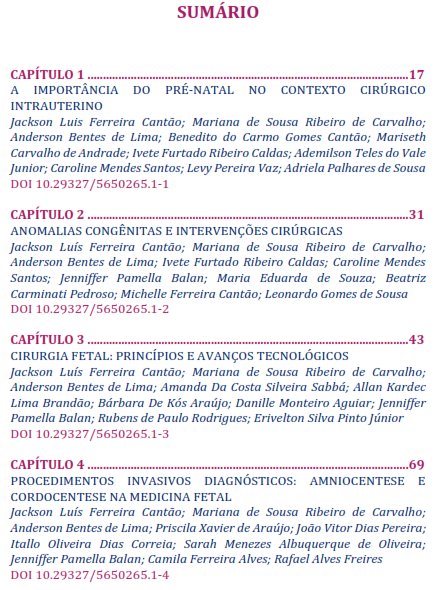 SUMÁRIO
CAPÍTULO 1 ........................................................................................................17
A IMPORTÂNCIA DO PRÉ-NATAL NO CONTEXTO CIRÚRGICO
INTRAUTERINO
Jackson Luis Ferreira Cantão; Mariana de Sousa Ribeiro de Carvalho;
Anderson Bentes de Lima; Benedito do Carmo Gomes Cantão; Mariseth
Carvalho de Andrade; Ivete Furtado Ribeiro Caldas; Ademilson Teles do Vale
Junior; Caroline Mendes Santos; Levy Pereira Vaz; Adriela Palhares de Sousa
DOI 10.29327/5650265.1-1
CAPÍTULO 2 ........................................................................................................31
ANOMALIAS CONGÊNITAS E INTERVENÇÕES CIRÚRGICAS
Jackson Luís Ferreira Cantão; Mariana de Sousa Ribeiro de Carvalho;
Anderson Bentes de Lima; Ivete Furtado Ribeiro Caldas; Caroline Mendes
Santos; Jenniffer Pamella Balan; Maria Eduarda de Souza; Beatriz
Carminati Pedroso; Michelle Ferreira Cantão; Leonardo Gomes de Sousa
DOI 10.29327/5650265.1-2
CAPÍTULO 3 ........................................................................................................43
CIRURGIA FETAL: PRINCÍPIOS E AVANÇOS TECNOLÓGICOS
Jackson Luís Ferreira Cantão; Mariana de Sousa Ribeiro de Carvalho;
Anderson Bentes de Lima; Amanda Da Costa Silveira Sabbá; Allan Kardec
Lima Brandão; Bárbara De Kós Araújo; Danille Monteiro Aguiar; Jenniffer
Pamella Balan; Rubens de Paulo Rodrigues; Erivelton Silva Pinto Júnior
DOI 10.29327/5650265.1-3
CAPÍTULO 4 ........................................................................................................69
PROCEDIMENTOS INVASIVOS DIAGNÓSTICOS: AMNIOCENTESE E
CORDOCENTESE NA MEDICINA FETAL
Jackson Luís Ferreira Cantão; Mariana de Sousa Ribeiro de Carvalho;
Anderson Bentes de Lima; Priscila Xavier de Araújo; João Vitor Dias Pereira;
Itallo Oliveira Dias Correia; Sarah Menezes Albuquerque de Oliveira;
Jenniffer Pamella Balan; Camila Ferreira Alves; Rafael Alves Freires
DOI 10.29327/5650265.1-4